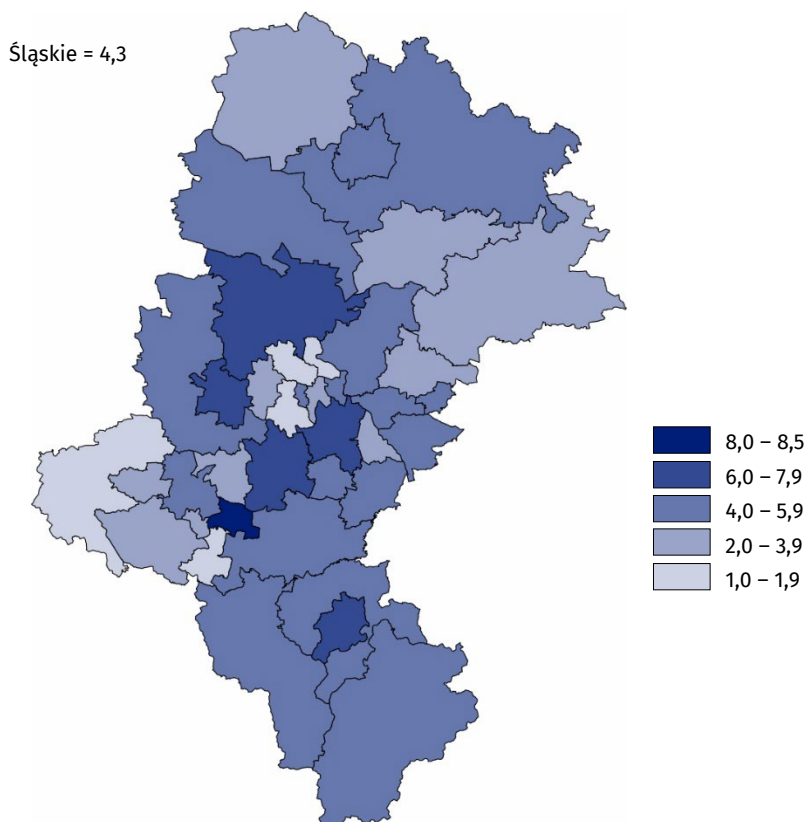 Śląskie = 4,3
8,0 – 8,5
6,0 – 7,9
4,0 – 5,9
2,0 – 3,9
1,0 – 1,9